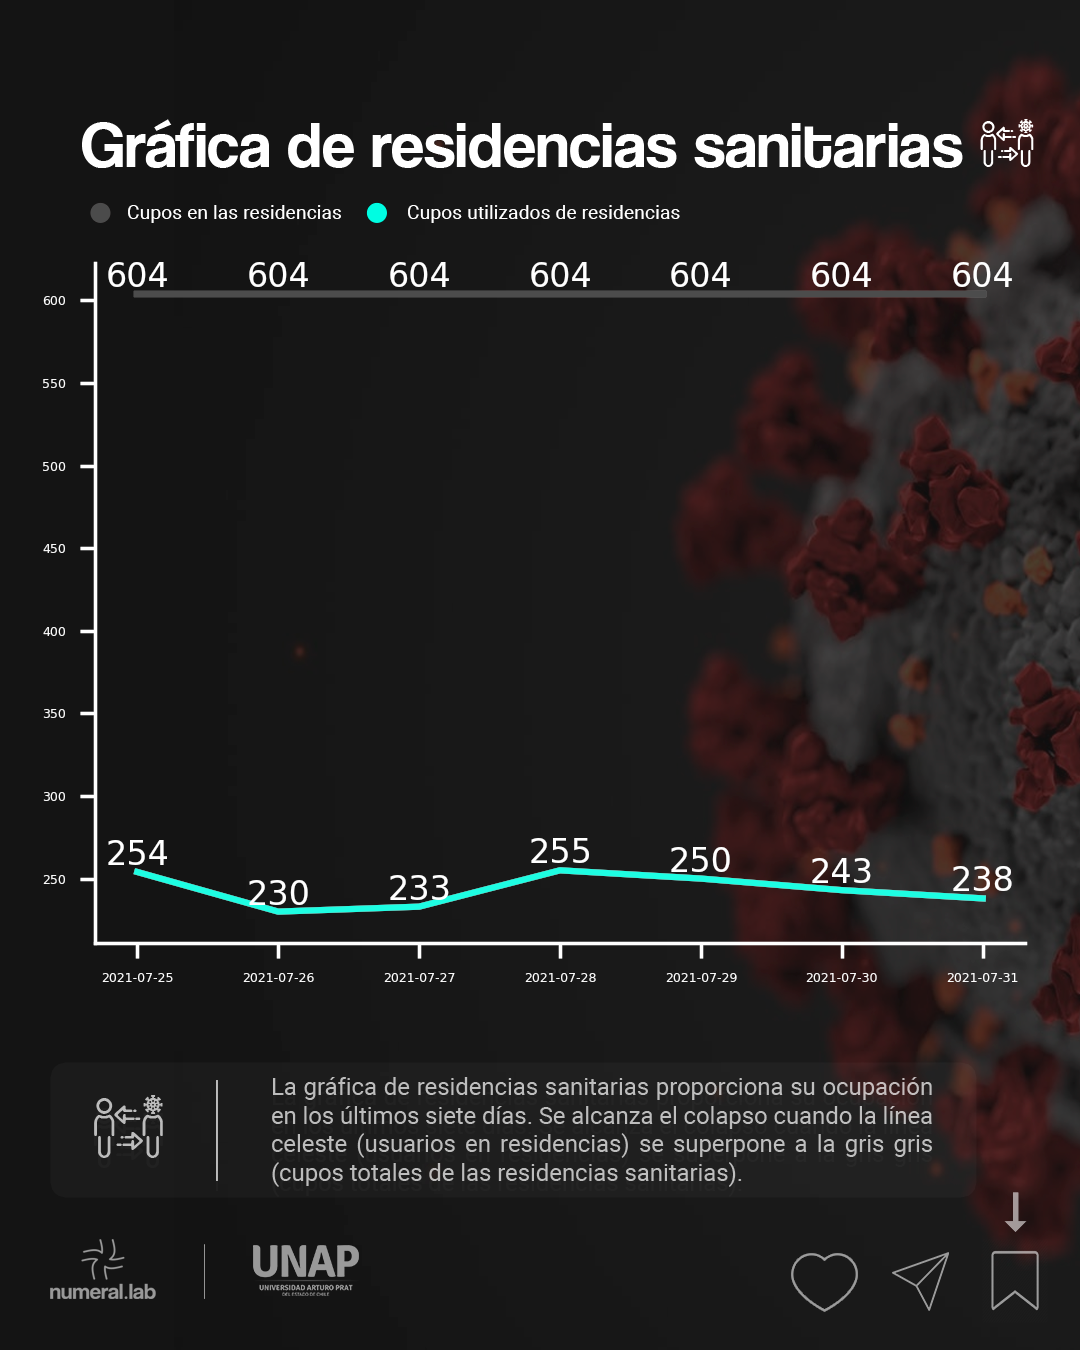 Gráfica de residencias sanitarias
Cupos en las residencias Cupos utilizados de residencias
604 604 604 604 604 604 604
600
550
500
450
400
350
300
250
254 230 233 255 250 243 238
2021-07-25 2021-07-26 2021-07-27 2021-07-28 2021-07-29 2021-07-30 2021-07-31
La gráfica de residencias sanitarias proporciona su ocupación
en los últimos siete días. Se alcanza el colapso cuando la línea
celeste (usuarios en residencias) se superpone a la gris gris
(cupos totales de las residencias sanitarias).
numeral.lab
UNAP
UNIVERSIDAD ARTURO PRAT
DEL ESTADO DE CHILE